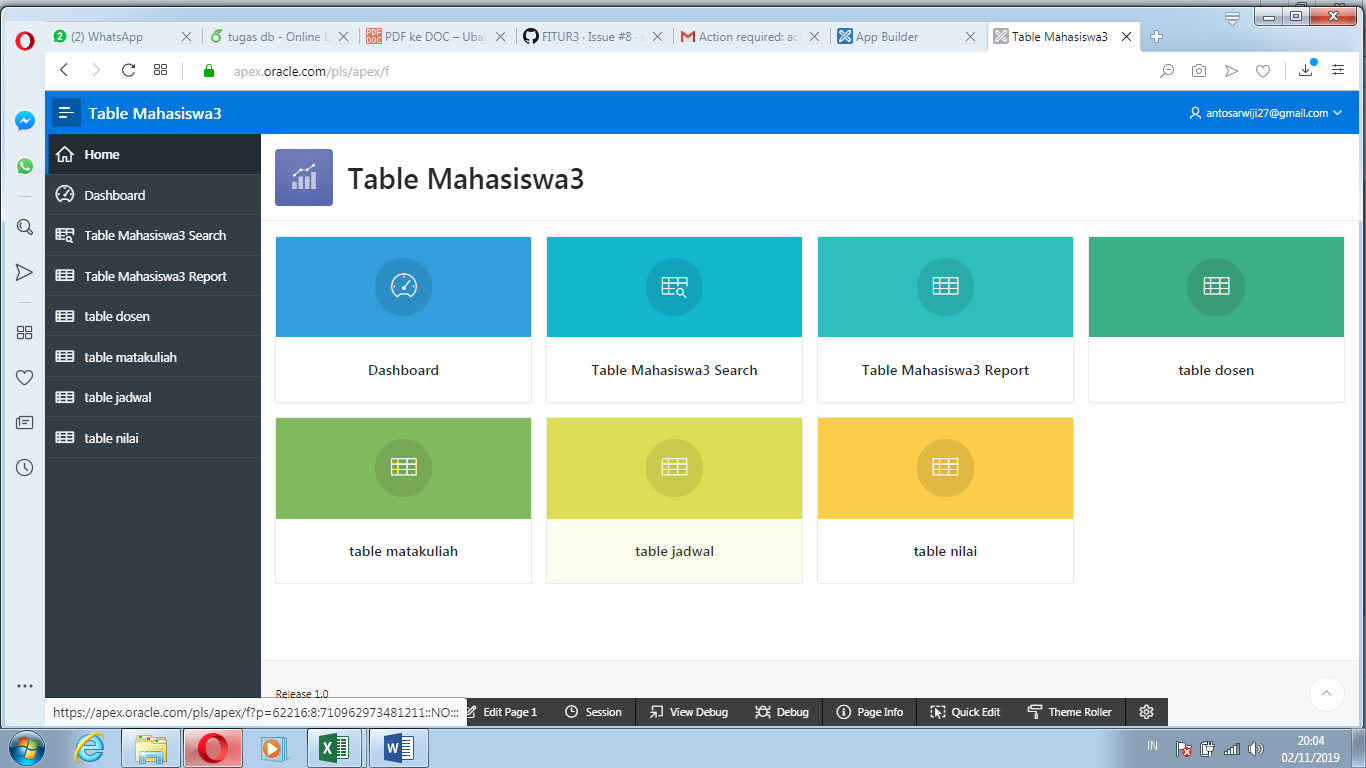 (2) WhatsApp
tugas db - Online L
PDF ke DOC – Ubal
FITUR3 · Issue #8 · s
Action required: acc
App Builder
Table Mahasiswa3
apex.oracle.com/pls/apex/f
Table Mahasiswa3
antosarwiji27@gmail.com
Home
Dashboard
Table Mahasiswa3 Search
Table Mahasiswa3 Report
table dosen
table matakuliah
table jadwal
table nilai
Table Mahasiswa3
Dashboard
Table Mahasiswa3 Search
Table Mahasiswa3 Report
table dosen
table matakuliah
table jadwal
table nilai
Release 1.0
https://apex.oracle.com/pls/apex/f?p=62216:8:710962973481211::NO:::
Edit Page 1
Session
View Debug
Debug
Page Info
Quick Edit
Theme Roller
IN
20:04
02/11/2019